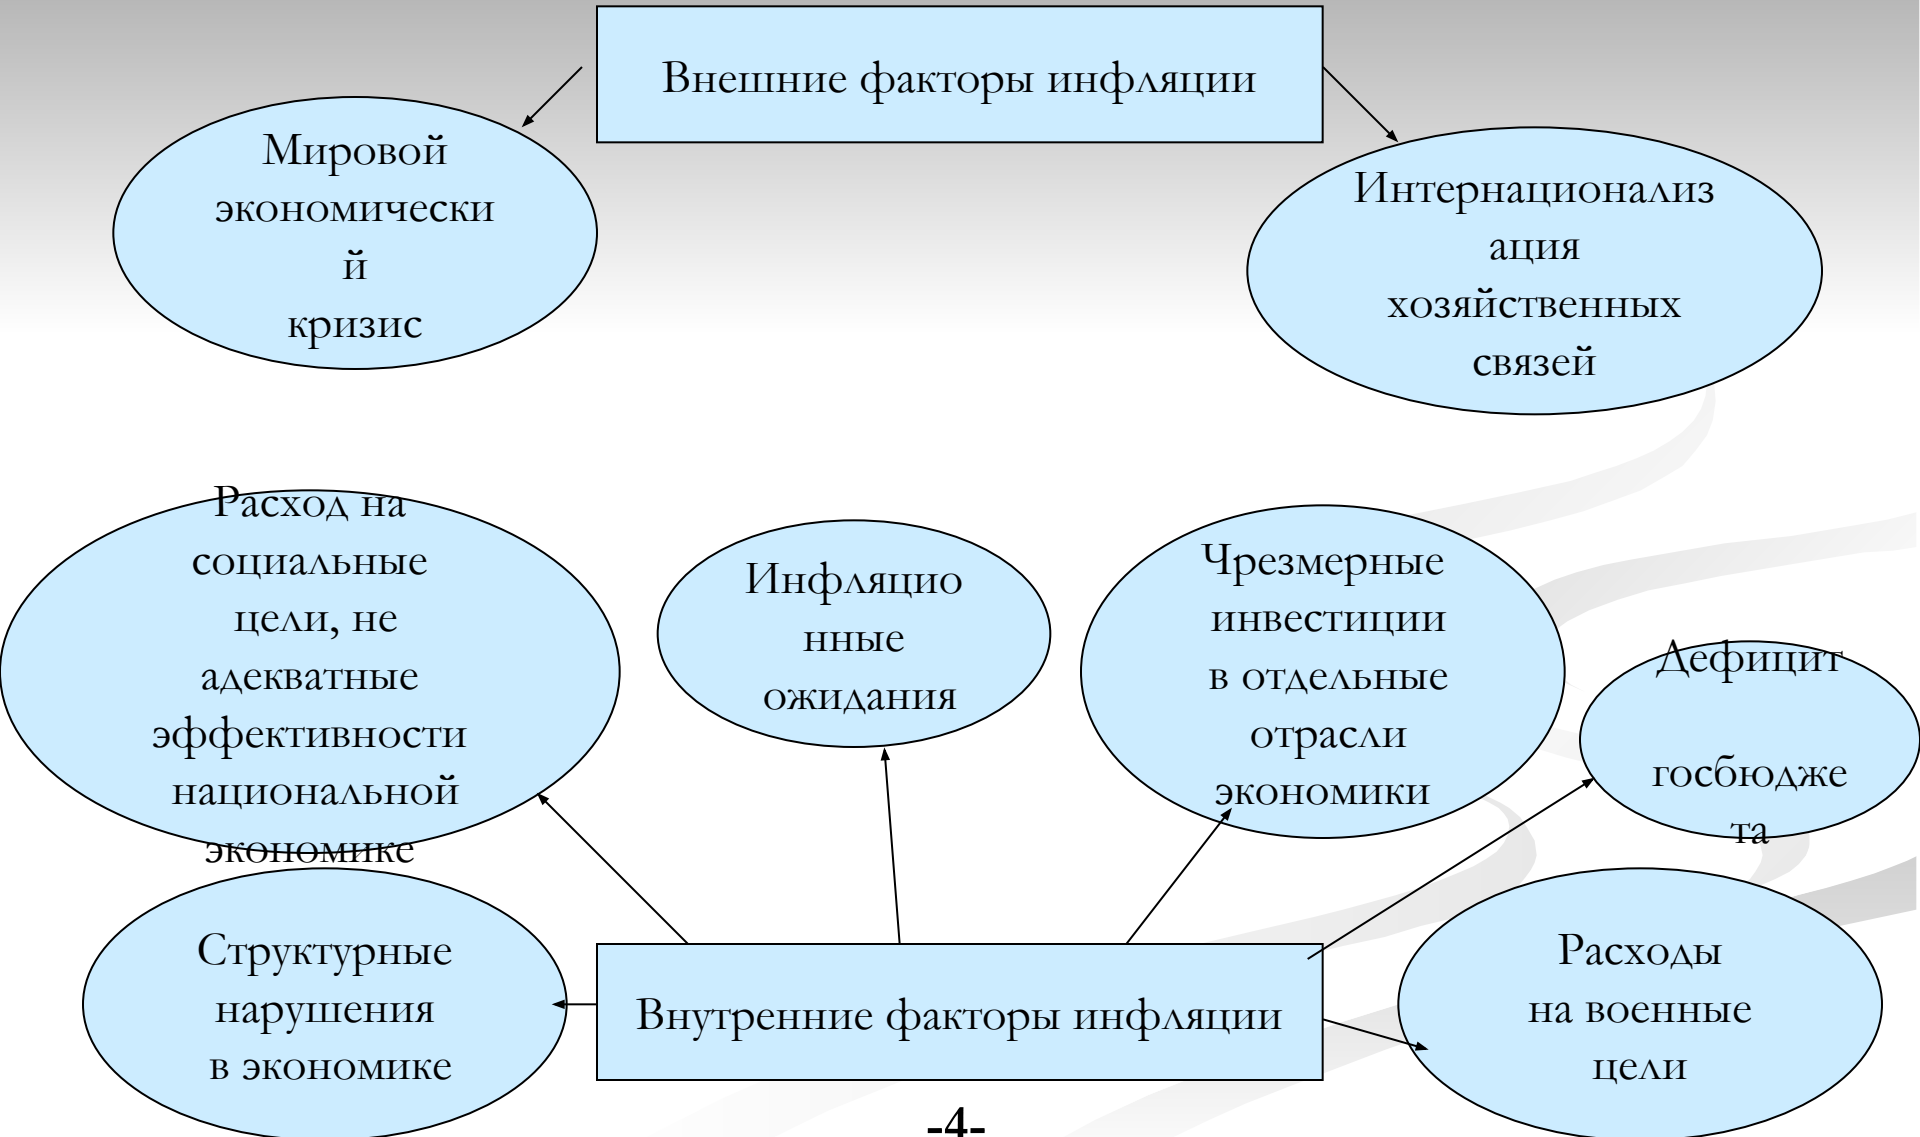 Внешние факторы инфляции
Мировой
экономически
й
кризис
Интернационализ
ация
хозяйственных
связей
Расход на
социальные
цели, не
адекватные
эффективности
национальной
экономике
Инфляцио
нные
ожидания
Чрезмерные
инвестиции
в отдельные
отрасли
экономики
Дефицит
госбюдже
та
Структурные
нарушения
в экономике
Внутренние факторы инфляции
Расходы
на военные
цели
-4-